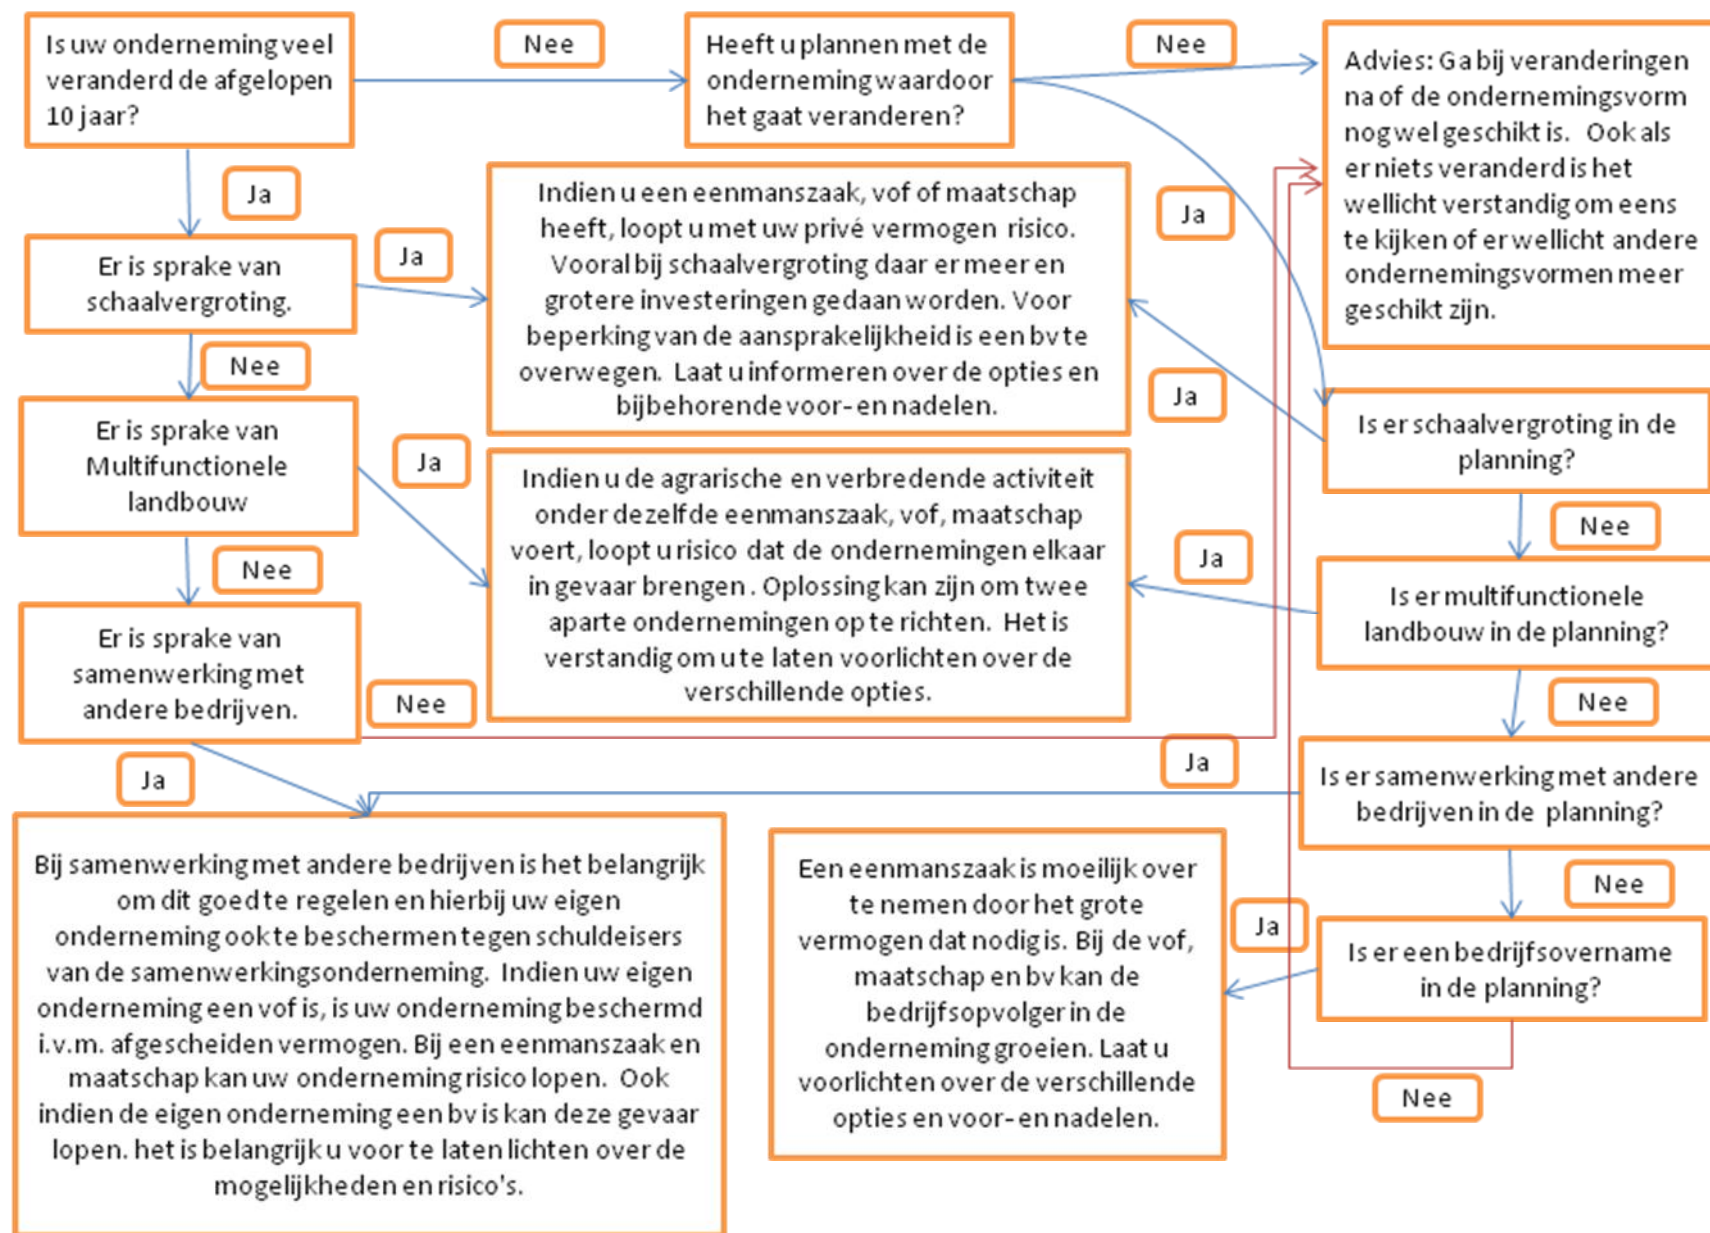 Is uw onderneming veel
veranderd de afgelopen
10 jaar?
Nee
Heeft u plannen met de
onderneming waardoor
het gaat veranderen?
Nee
Advies: Ga bij veranderingen
na of de ondernemingsvorm
nog wel geschikt is. Ook als
er niets veranderd is het
wellicht verstandig om eens
te kijken of er wellicht andere
ondernemingsvormen meer
geschikt zijn.
Ja
Er is sprake van
schaalvergroting.
Ja
Indien u een eenmanszaak, vof of maatschap
heeft, loopt u met uw privé vermogen risico.
Vooral bij schaalvergroting daar er meer en
grotere investeringen gedaan worden. Voor
beperking van de aansprakelijkheid is een bv te
overwegen. Laat u informeren over de opties en
bijbehorende voor- en nadelen.
Ja
Ja
Is er schaalvergroting in de
planning?
Nee
Er is sprake van
Multifunctionele
landbouw
Ja
Indien u de agrarische en verbredende activiteit
onder dezelfde eenmanszaak, vof, maatschap
voert, loopt u risico dat de ondernemingen elkaar
in gevaar brengen . Oplossing kan zijn om twee
aparte ondernemingen op te richten. Het is
verstandig om u te laten voorlichten over de
verschillende opties.
Ja
Nee
Is er multifunctionele
landbouw in de planning?
Nee
Er is sprake van
samenwerking met
andere bedrijven.
Nee
Nee
Ja
Ja
Is er samenwerking met andere
bedrijven in de planning?
Nee
Bij samenwerking met andere bedrijven is het belangrijk
om dit goed te regelen en hierbij uw eigen
onderneming ook te beschermen tegen schuldeisers
van de samenwerkingsonderneming. Indien uw eigen
onderneming een vof is, is uw onderneming beschermd
i.v.m. afgescheiden vermogen. Bij een eenmanszaak en
maatschap kan uw onderneming risico lopen. Ook
indien de eigen onderneming een bv is kan deze gevaar
lopen. het is belangrijk u voor te laten lichten over de
mogelijkheden en risico's.
Een eenmanszaak is moeilijk over
te nemen door het grote
vermogen dat nodig is. Bij de vof,
maatschap en bv kan de
bedrijfsopvolger in de
onderneming groeien. Laat u
voorlichten over de verschillende
opties en voor- en nadelen.
Ja
Is er een bedrijfsovername
in de planning?
Nee